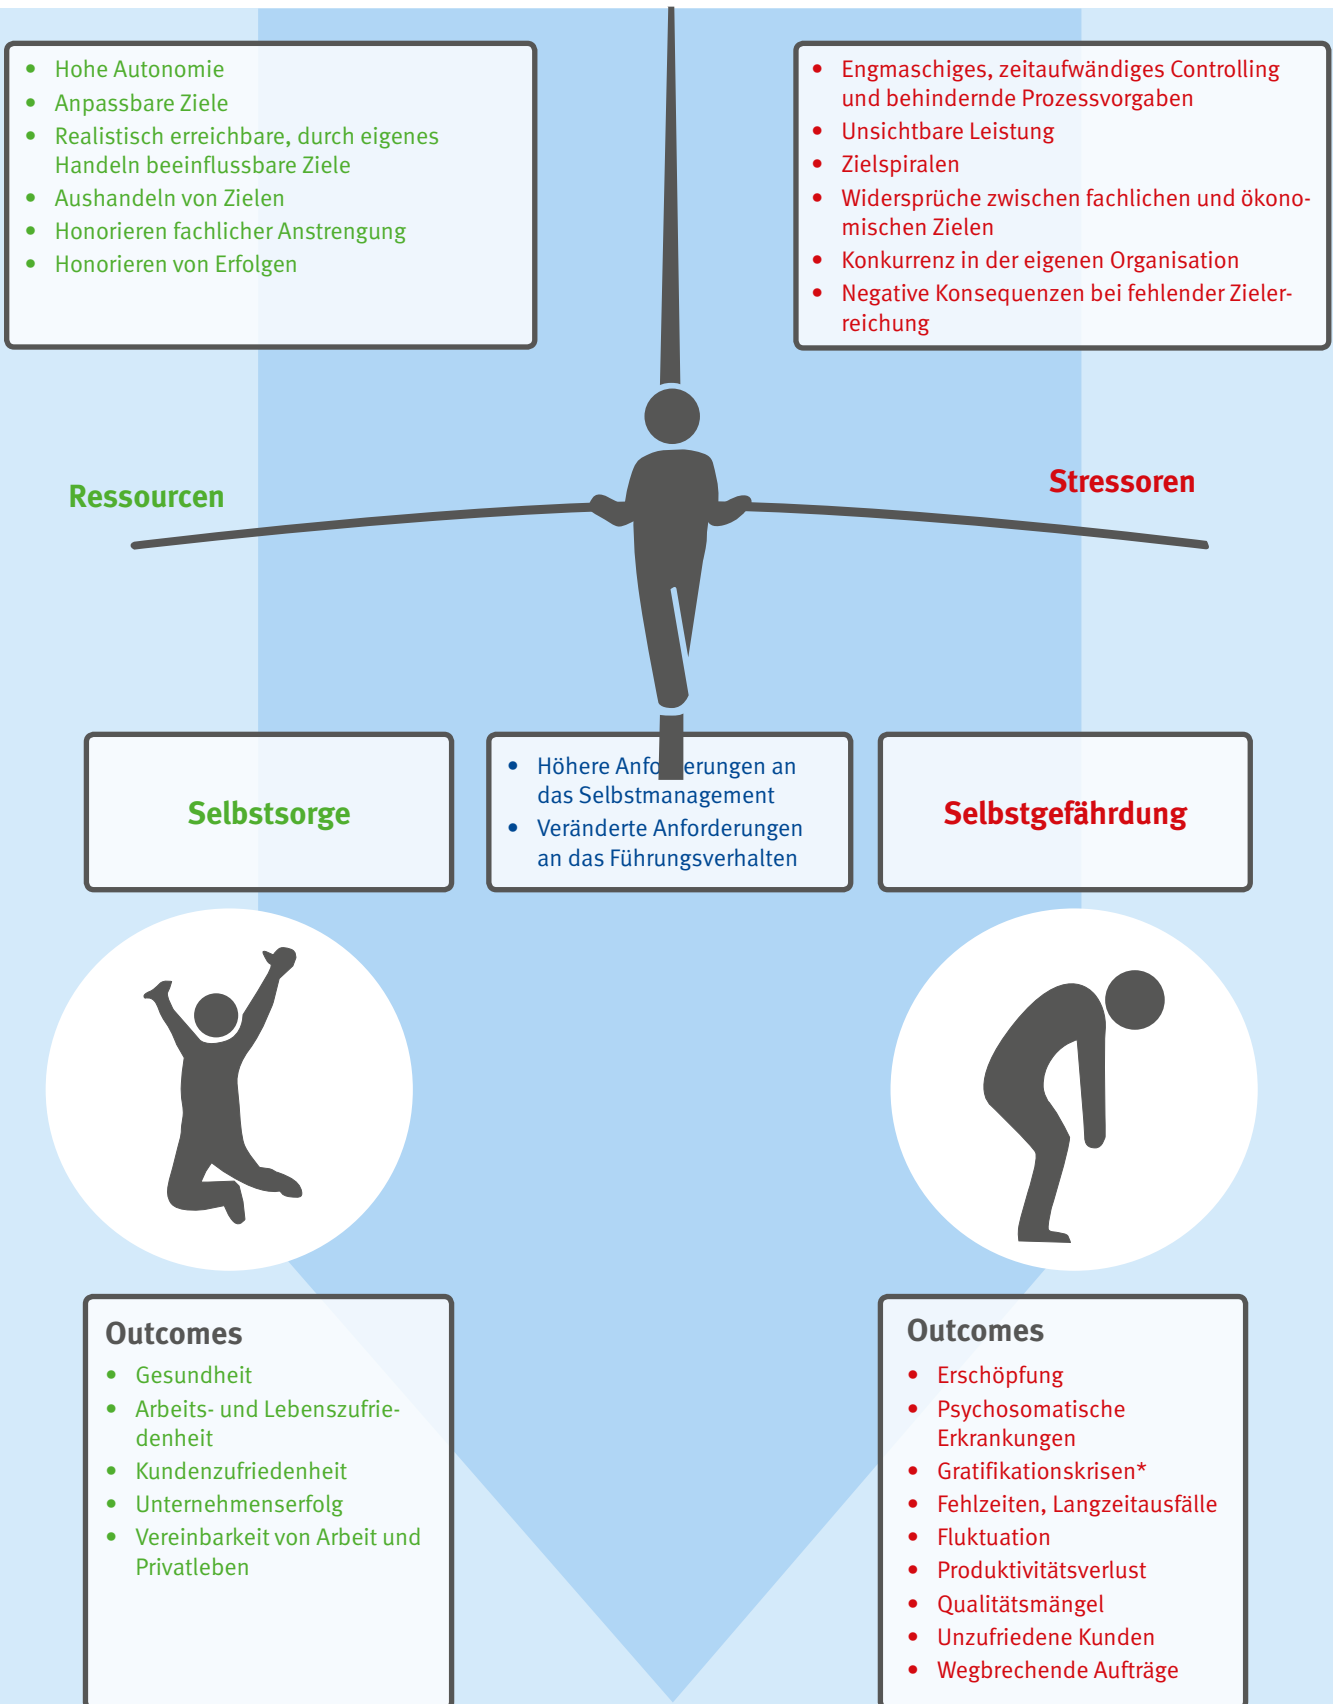 • Hohe Autonomie
• Anpassbare Ziele
• Realistisch erreichbare, durch eigenes
Handeln beeinflussbare Ziele
• Aushandeln von Zielen
• Honorieren fachlicher Anstrengung
• Honorieren von Erfolgen
• Engmaschiges, zeitaufwändiges Controlling
und behindernde Prozessvorgaben
• Unsichtbare Leistung
• Zielspiralen
• Widersprüche zwischen fachlichen und ökono-
mischen Zielen
• Konkurrenz in der eigenen Organisation
• Negative Konsequenzen bei fehlender Zieler-
reichung
Ressourcen
Stressoren
Selbstsorge
• Höhere Anforderungen an
das Selbstmanagement
• Veränderte Anforderungen
an das Führungsverhalten
Selbstgefährdung
Outcomes
• Gesundheit
• Arbeits- und Lebenszufrie-
denheit
• Kundenzufriedenheit
• Unternehmenserfolg
• Vereinbarkeit von Arbeit und
Privatleben
Outcomes
• Erschöpfung
• Psychosomatische
Erkrankungen
• Gratifikationskrisen*
• Fehlzeiten, Langzeitausfälle
• Fluktuation
• Produktivitätsverlust
• Qualitätsmängel
• Unzufriedene Kunden
• Wegbrechende Aufträge